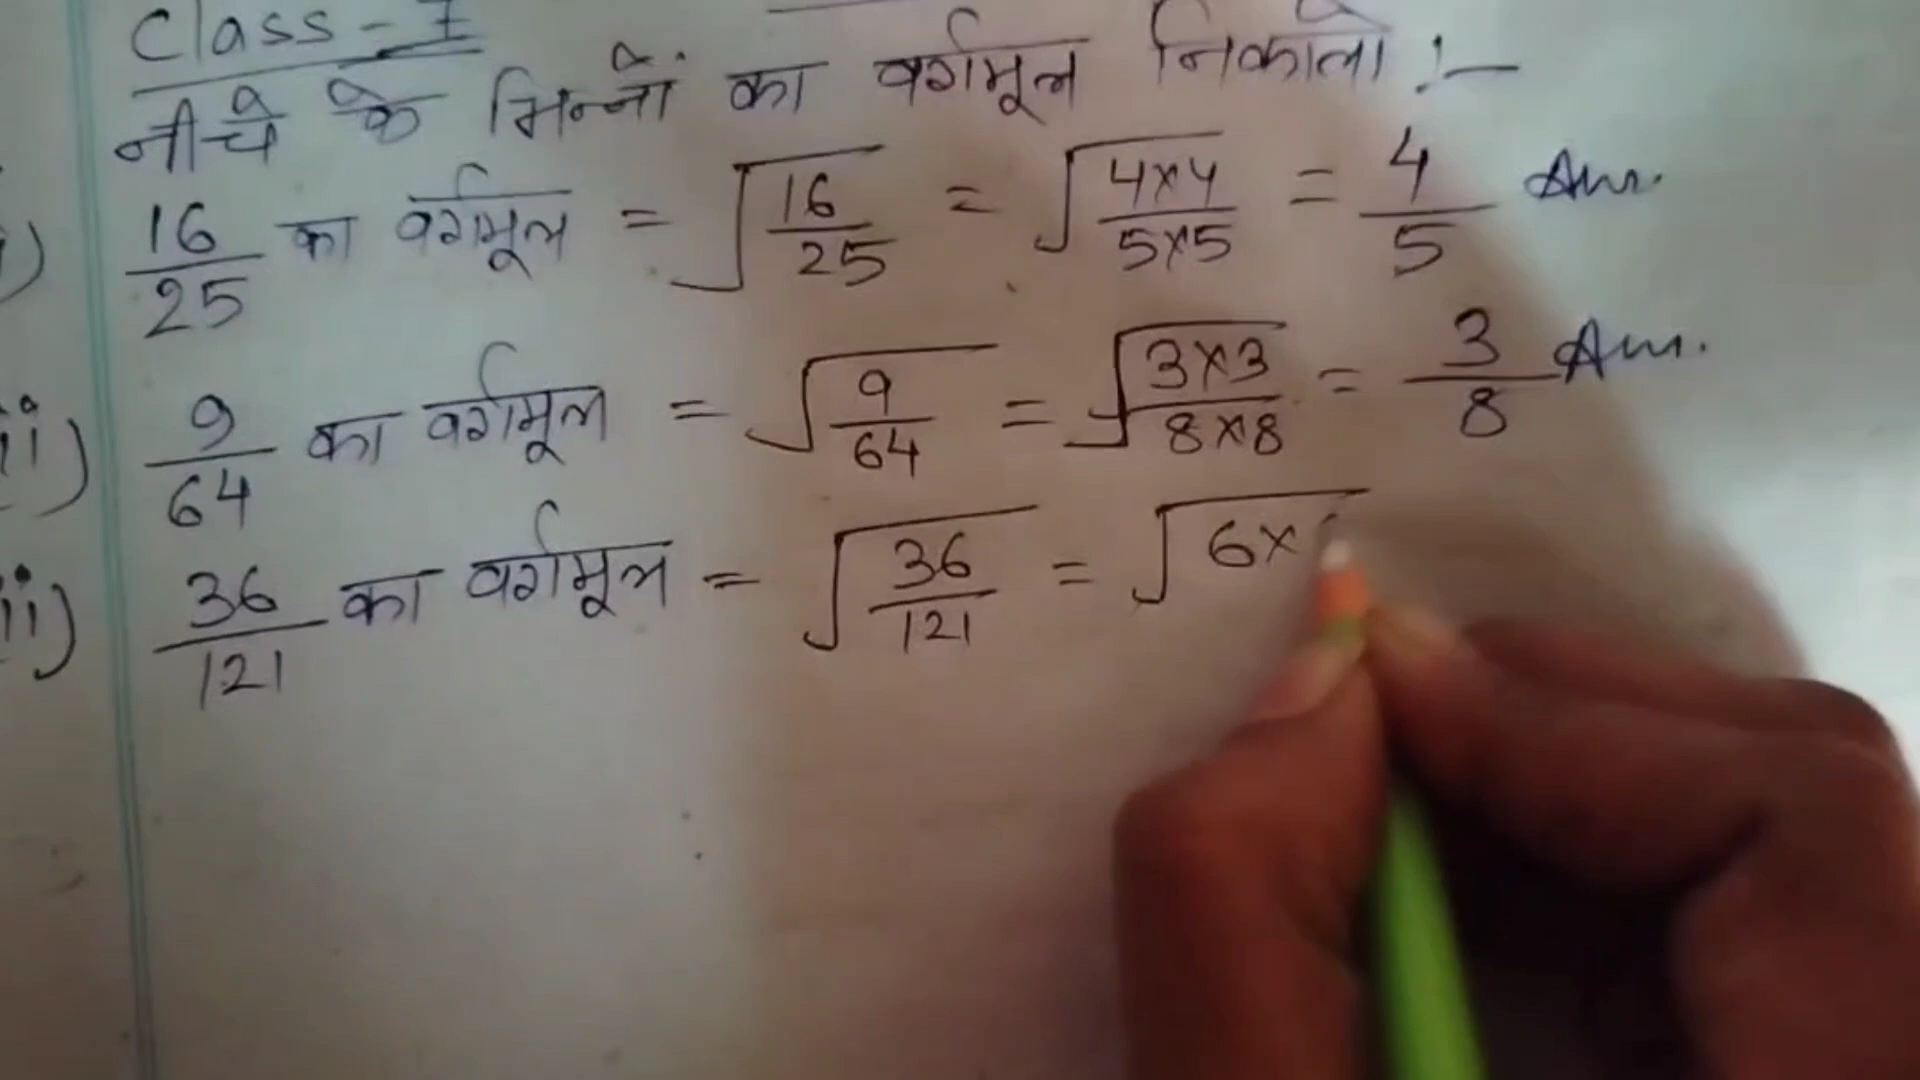 Class - 7
नीचे के भिन्नों का वर्गमूल निकालो :-
i) 16/25 का वर्गमूल = √16/25 = √4×4/5×5 = 4/5 Ans.
ii) 9/64 का वर्गमूल = √9/64 = √3×3/8×8 = 3/8 Ans.
iii) 36/121 का वर्गमूल = √36/121 = √6×